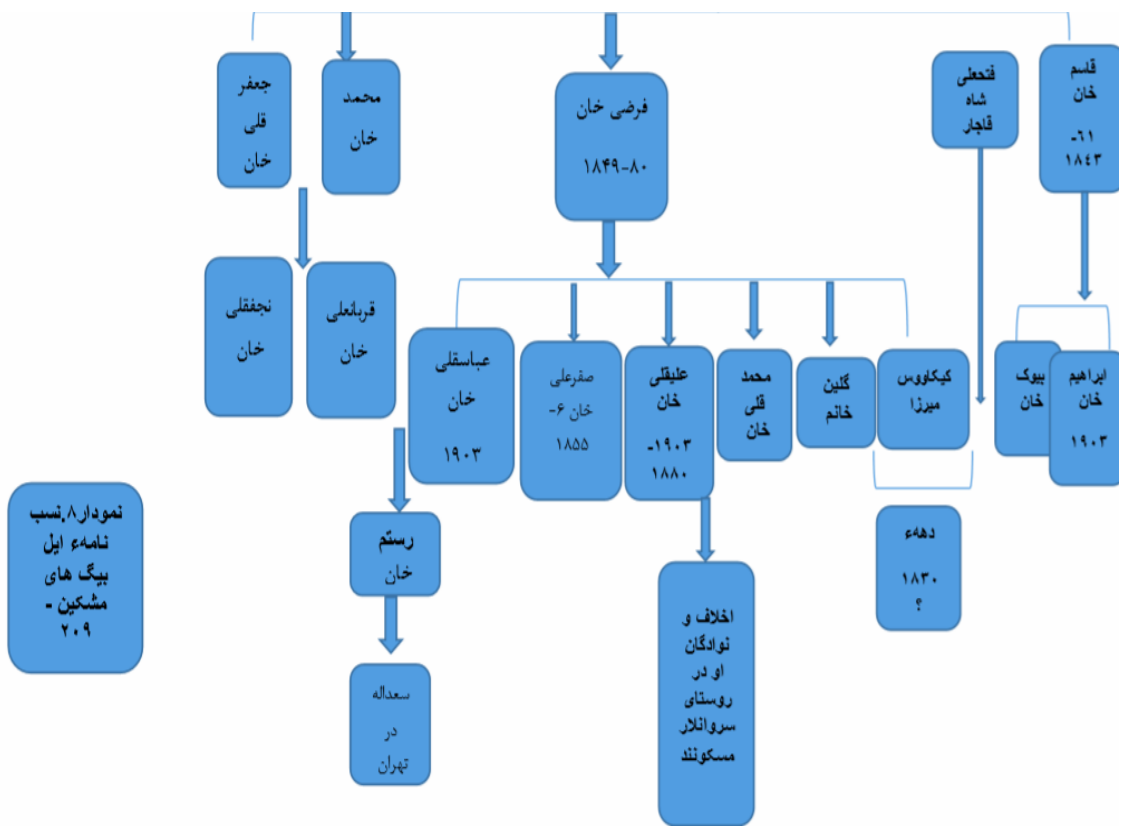 قاسم
خان
٦١-
١٨٤٣
فتحعلی
شاه
قاجار
فرضی خان
۱۸۴۹-۸۰
محمد
خان
جعفر
قلی
خان
ابراهیم
خان
۱۹۰۳
بیوک
خان
کیکاووس
میرزا
گلین
خانم
محمد
قلی
خان
علیقلی
خان
۱۹۰۳-
۱۸۸۰
صفرعلی
خان ۶-
۱۸۵۵
عباسقلی
خان
۱۹۰۳
قربانعلی
خان
نجفقلی
خان
دههء
۱۸۳۰
؟
رستم
خان
اخلاف و
نوادگان
او در
روستای
سروانلار
مسکونند
سعداله
در
تهران
نمودار۸.نسب
نامهء ایل
بیگ های
مشکین -
۲۰۹